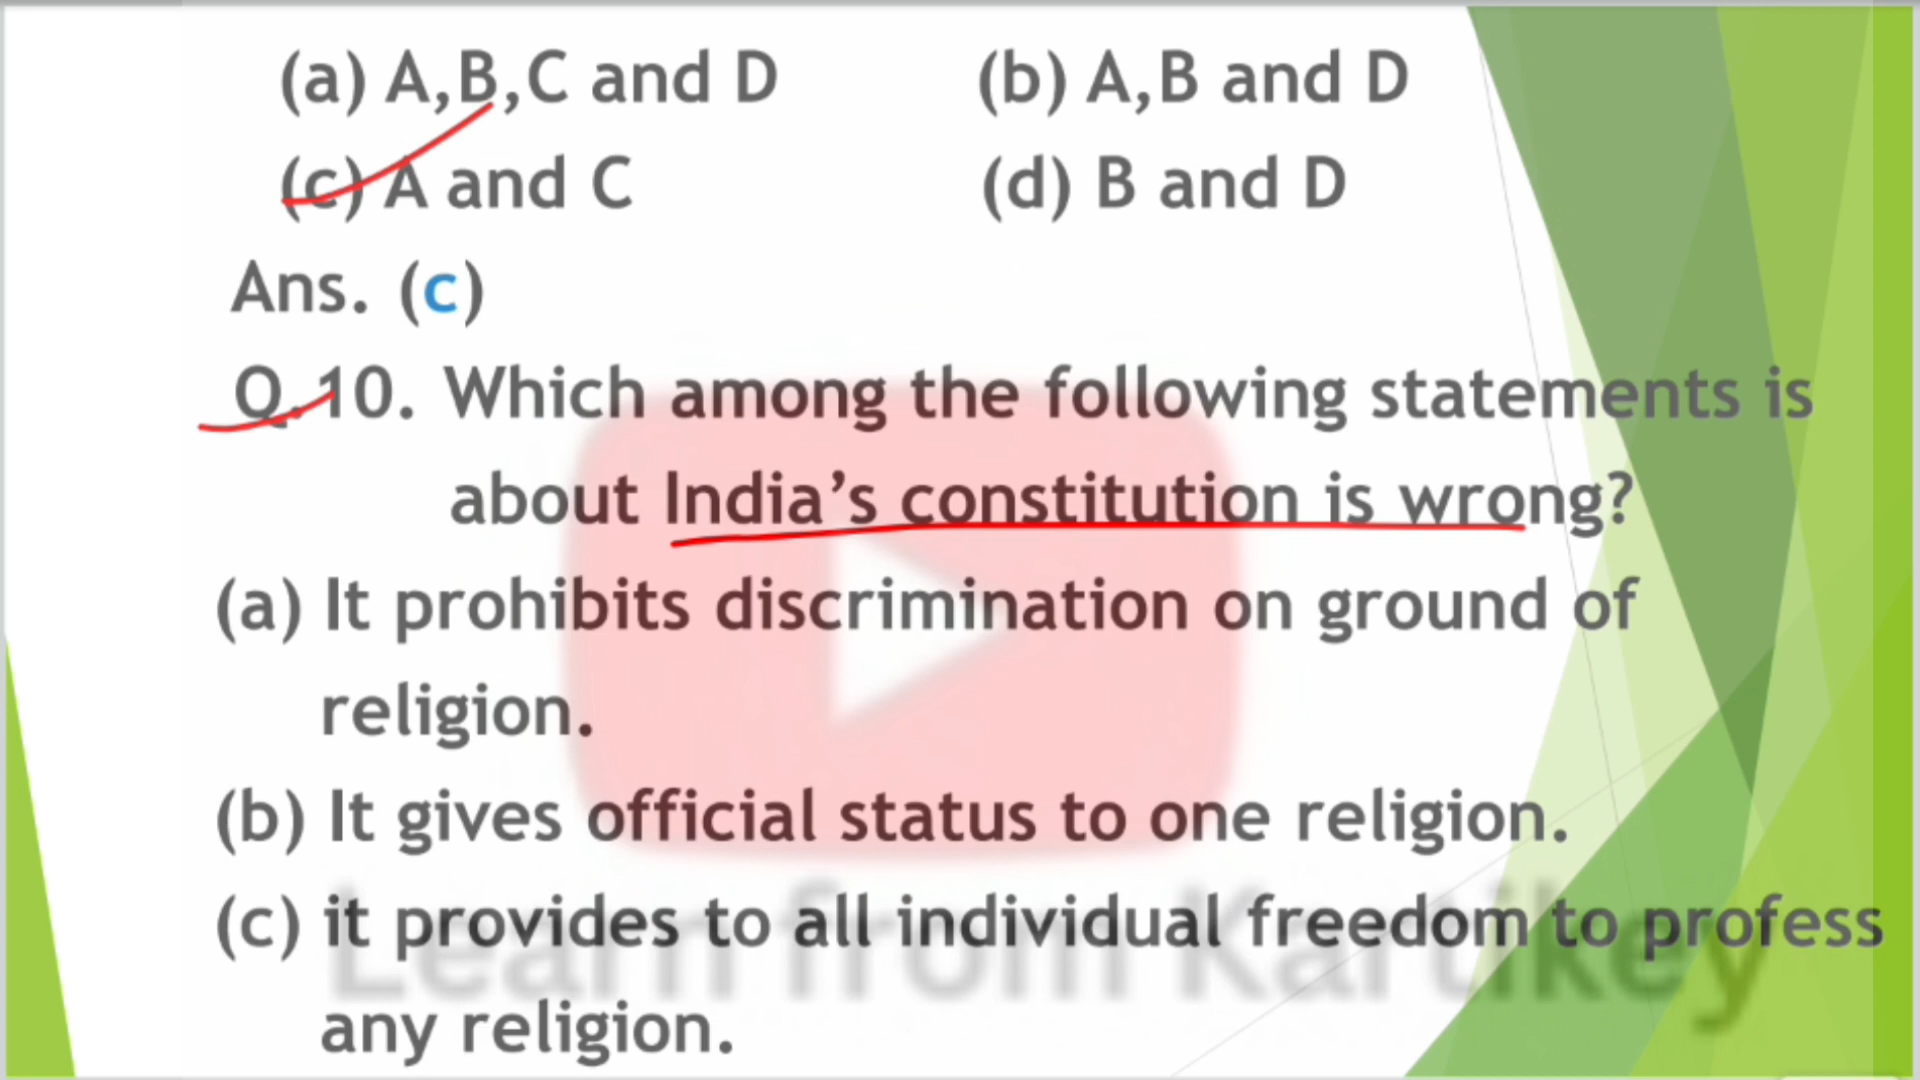 (a) A,B,C and D (b) A,B and D
(c) A and C (d) B and D
Ans. (c)
Q.10. Which among the following statements is
about India’s constitution is wrong?
(a) It prohibits discrimination on ground of
religion.
(b) It gives official status to one religion.
(c) it provides to all individual freedom to profess
any religion.
Learn from Kartikey